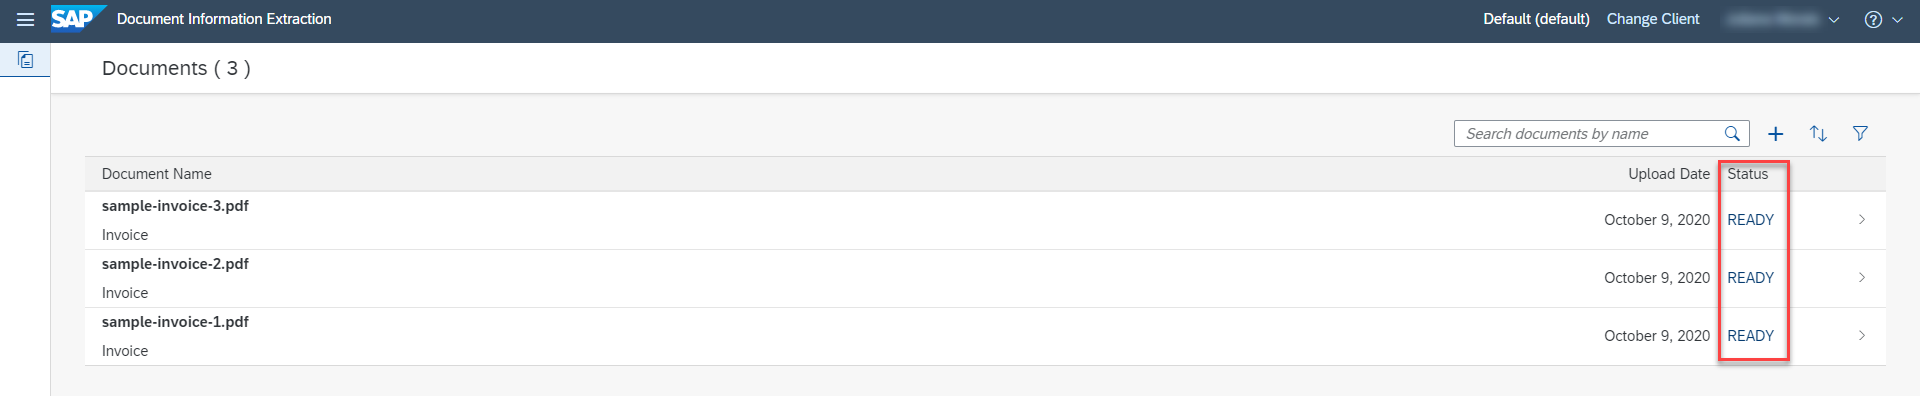 SAP Document Information Extraction Default (default) Change Client
Documents ( 3 )
Search documents by name
Document Name Upload Date Status
sample-invoice-3.pdf
Invoice October 9, 2020 READY
sample-invoice-2.pdf
Invoice October 9, 2020 READY
sample-invoice-1.pdf
Invoice October 9, 2020 READY